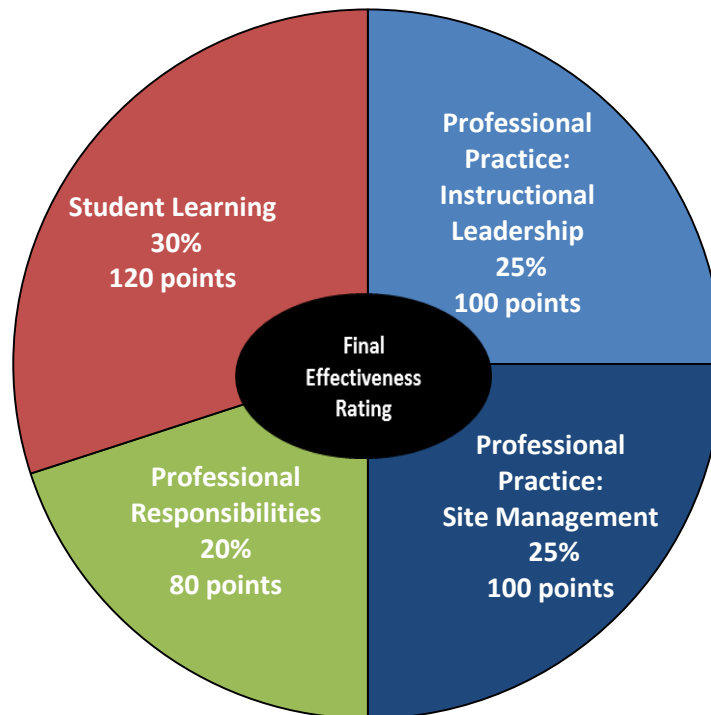 Professional
Practice:
Instructional
Leadership
25%
100 points
Student Learning
30%
120 points
Final
Effectiveness
Rating
Professional
Practice:
Site Management
25%
100 points
Professional
Responsibilities
20%
80 points